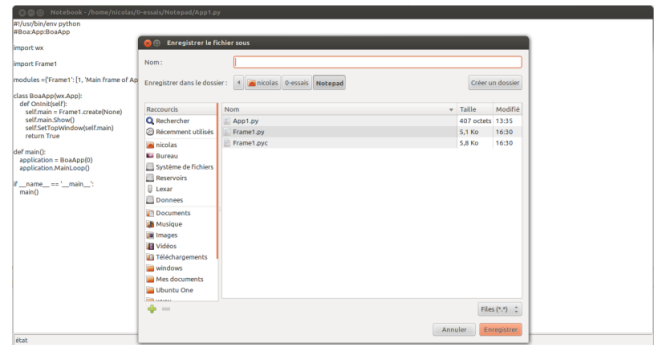 Notebook - /home/nicolas/0-essais/Notepad/App1.py
#!/usr/bin/env python
#Boa:App:BoaApp
import wx
import Frame1
modules ={'Frame1': [1, 'Main frame of Ap
class BoaApp(wx.App):
def OnInit(self):
self.main = Frame1.create(None)
self.main.Show()
self.SetTopWindow(self.main)
return True
def main():
application = BoaApp(0)
application.MainLoop()
if __name__ == '__main__':
main()
état
Enregistrer le fichier sous
Nom :
Enregistrer dans le dossier : nicolas 0-essais Notepad Créer un dossier
Raccourcis
Rechercher
Récemment utilisés
nicolas
Bureau
Système de fichiers
Reservoirs
Lexar
Donnees
Documents
Musique
Images
Vidéos
Téléchargements
windows
Mes documents
Ubuntu One
Nom Taille Modifié
App1.py 407 octets 13:35
Frame1.py 5,1 Ko 16:30
Frame1.pyc 5,8 Ko 16:30
Files (*.*)
Annuler Enregistrer